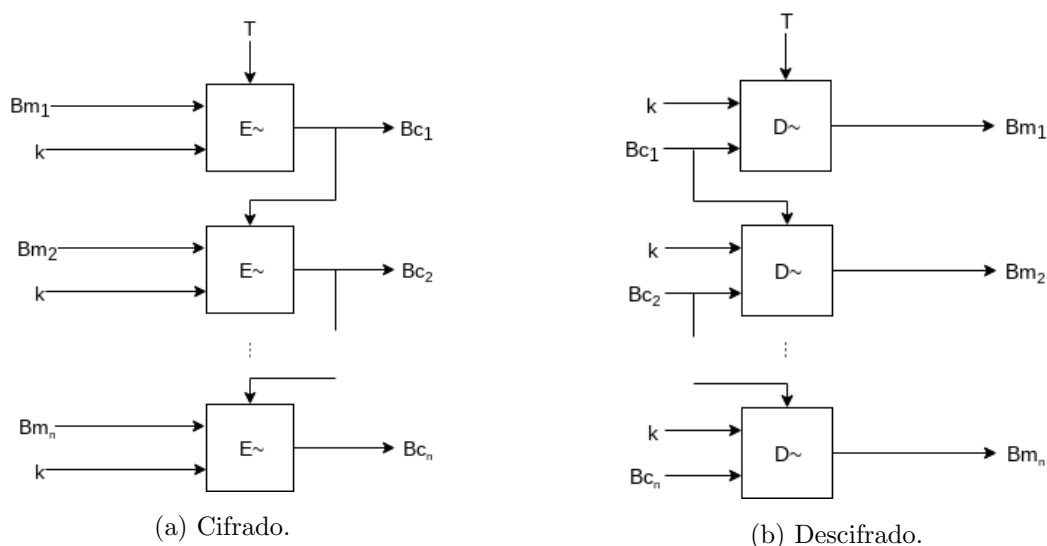 T
Bm1
k
E~
Bc1
Bm2
k
E~
Bc2
Bmn
k
E~
Bcn
(a) Cifrado.
T
k
Bc1
D~
Bm1
k
Bc2
D~
Bm2
k
Bcn
D~
Bmn
(b) Descifrado.